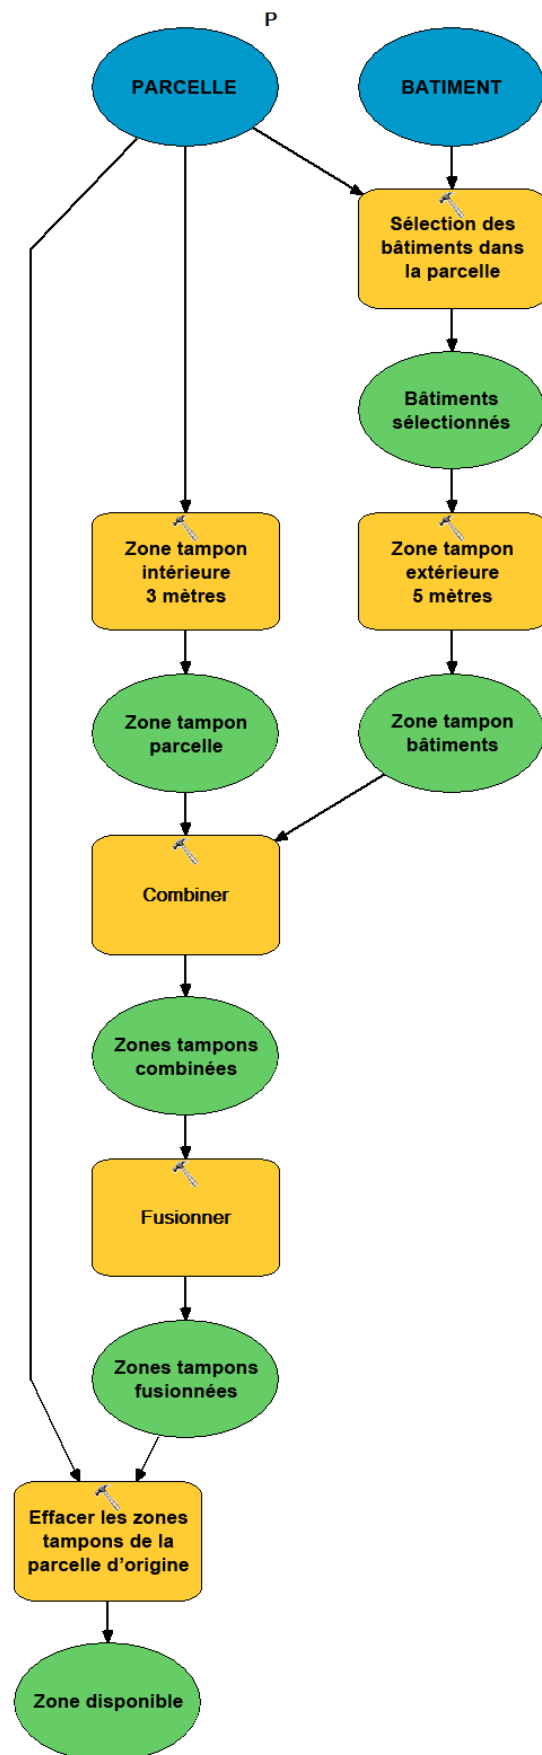 P
PARCELLE
BATIMENT
Sélection des
bâtiments dans
la parcelle
Bâtiments
sélectionnés
Zone tampon
intérieure
3 mètres
Zone tampon
extérieure
5 mètres
Zone tampon
parcelle
Zone tampon
bâtiments
Combiner
Zones tampons
combinées
Fusionner
Zones tampons
fusionnées
Effacer les zones
tampons de la
parcelle d’origine
Zone disponible